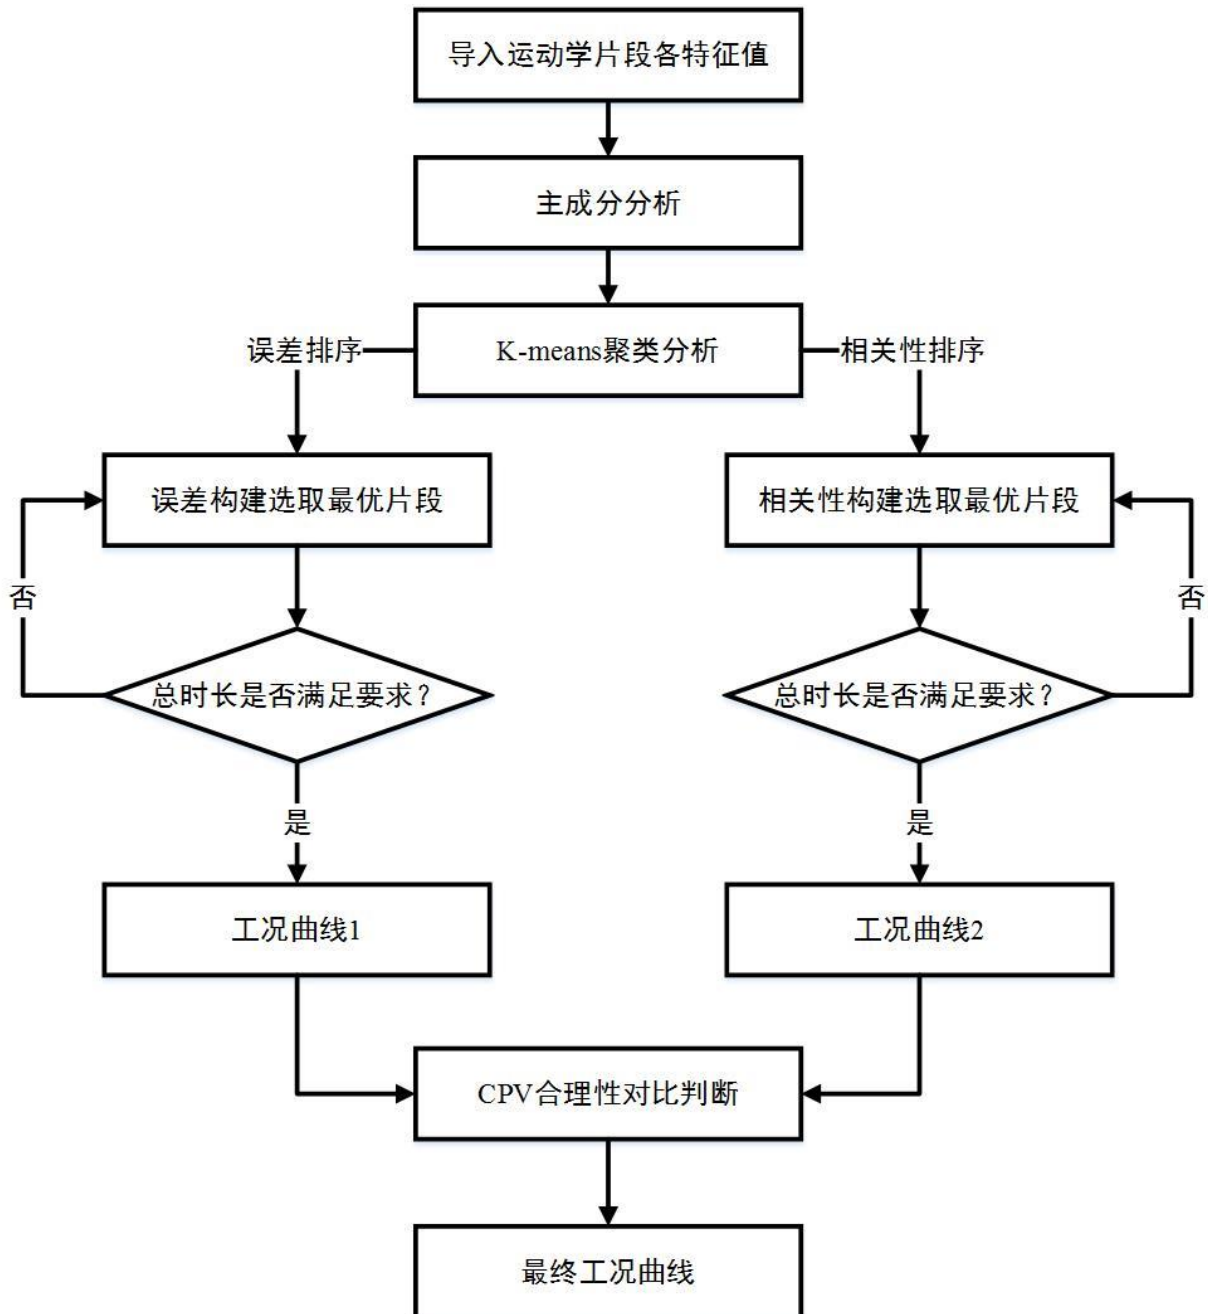 导入运动学片段各特征值
主成分分析
误差排序
K-means聚类分析
相关性排序
误差构建选取最优片段
相关性构建选取最优片段
否
否
总时长是否满足要求？
总时长是否满足要求？
是
是
工况曲线1
工况曲线2
CPV合理性对比判断
最终工况曲线